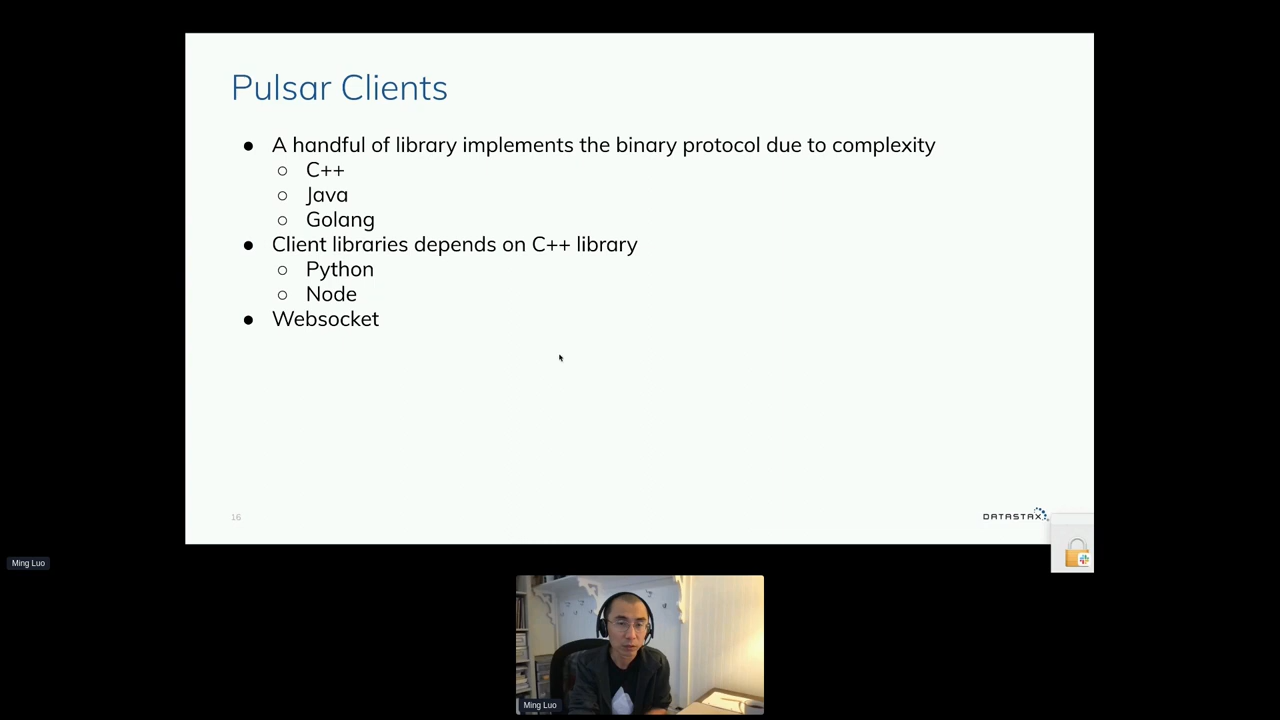 Pulsar Clients
● A handful of library implements the binary protocol due to complexity
○ C++
○ Java
○ Golang
● Client libraries depends on C++ library
○ Python
○ Node
● Websocket
16
DATASTAX
Ming Luo
Ming Luo